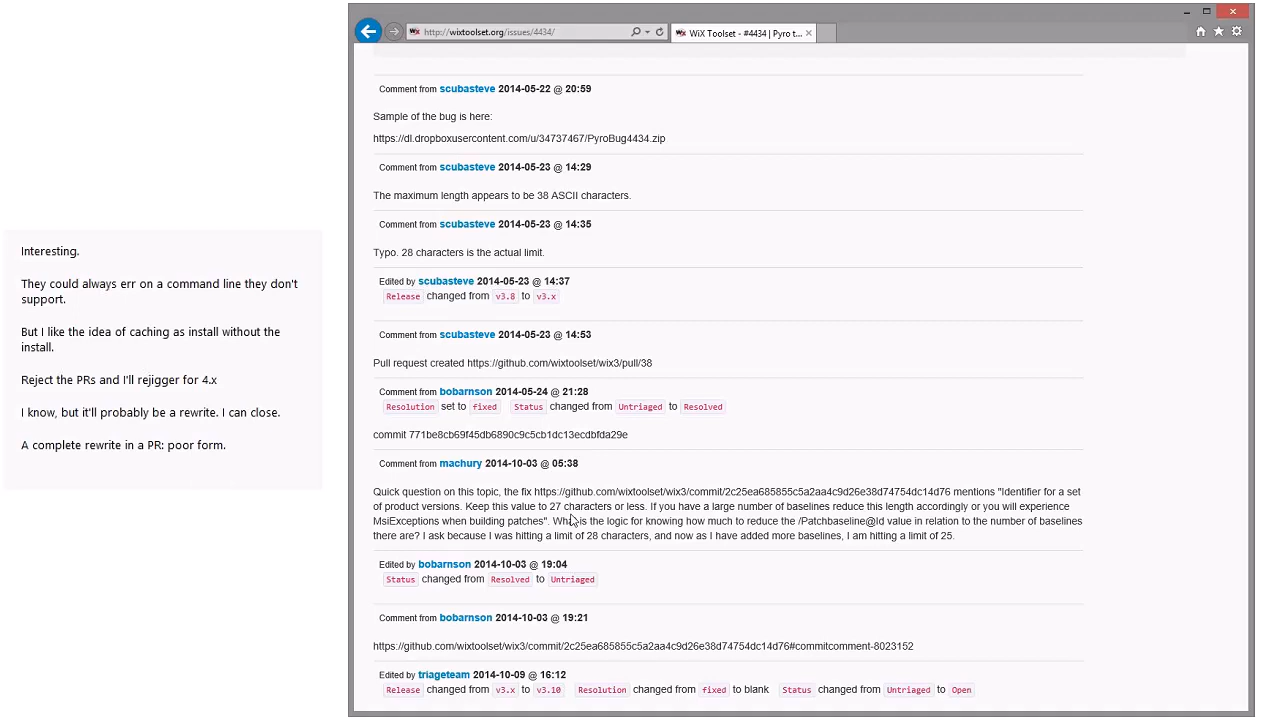 Interesting.
They could always err on a command line they don't
support.
But I like the idea of caching as install without the
install.
Reject the PRs and I'll rejigger for 4.x
I know, but it'll probably be a rewrite. I can close.
A complete rewrite in a PR: poor form.
http://wixtoolset.org/issues/4434/
WiX Toolset - #4434 | Pyro t...
Comment from scubasteve 2014-05-22 @ 20:59
Sample of the bug is here:
https://dl.dropboxusercontent.com/u/34737467/PyroBug4434.zip
Comment from scubasteve 2014-05-23 @ 14:29
The maximum length appears to be 38 ASCII characters.
Comment from scubasteve 2014-05-23 @ 14:35
Typo. 28 characters is the actual limit.
Edited by scubasteve 2014-05-23 @ 14:37
Release changed from v3.8 to v3.x
Comment from scubasteve 2014-05-23 @ 14:53
Pull request created https://github.com/wixtoolset/wix3/pull/38
Comment from bobarnson 2014-05-24 @ 21:28
Resolution set to fixed Status changed from Untriaged to Resolved
commit 771be8cb69f45db6890c9c5cb1dc13ecdbfda29e
Comment from machury 2014-10-03 @ 05:38
Quick question on this topic, the fix https://github.com/wixtoolset/wix3/commit/2c25ea685855c5a2aa4c9d26e38d74754dc14d76 mentions "Identifier for a set
of product versions. Keep this value to 27 characters or less. If you have a large number of baselines reduce this length accordingly or you will experience
MsiExceptions when building patches". What is the logic for knowing how much to reduce the /Patchbaseline@Id value in relation to the number of baselines
there are? I ask because I was hitting a limit of 28 characters, and now as I have added more baselines, I am hitting a limit of 25.
Edited by bobarnson 2014-10-03 @ 19:04
Status changed from Resolved to Untriaged
Comment from bobarnson 2014-10-03 @ 19:21
https://github.com/wixtoolset/wix3/commit/2c25ea685855c5a2aa4c9d26e38d74754dc14d76#commitcomment-8023152
Edited by triageteam 2014-10-09 @ 16:12
Release changed from v3.x to v3.10 Resolution changed from fixed to blank Status changed from Untriaged to Open